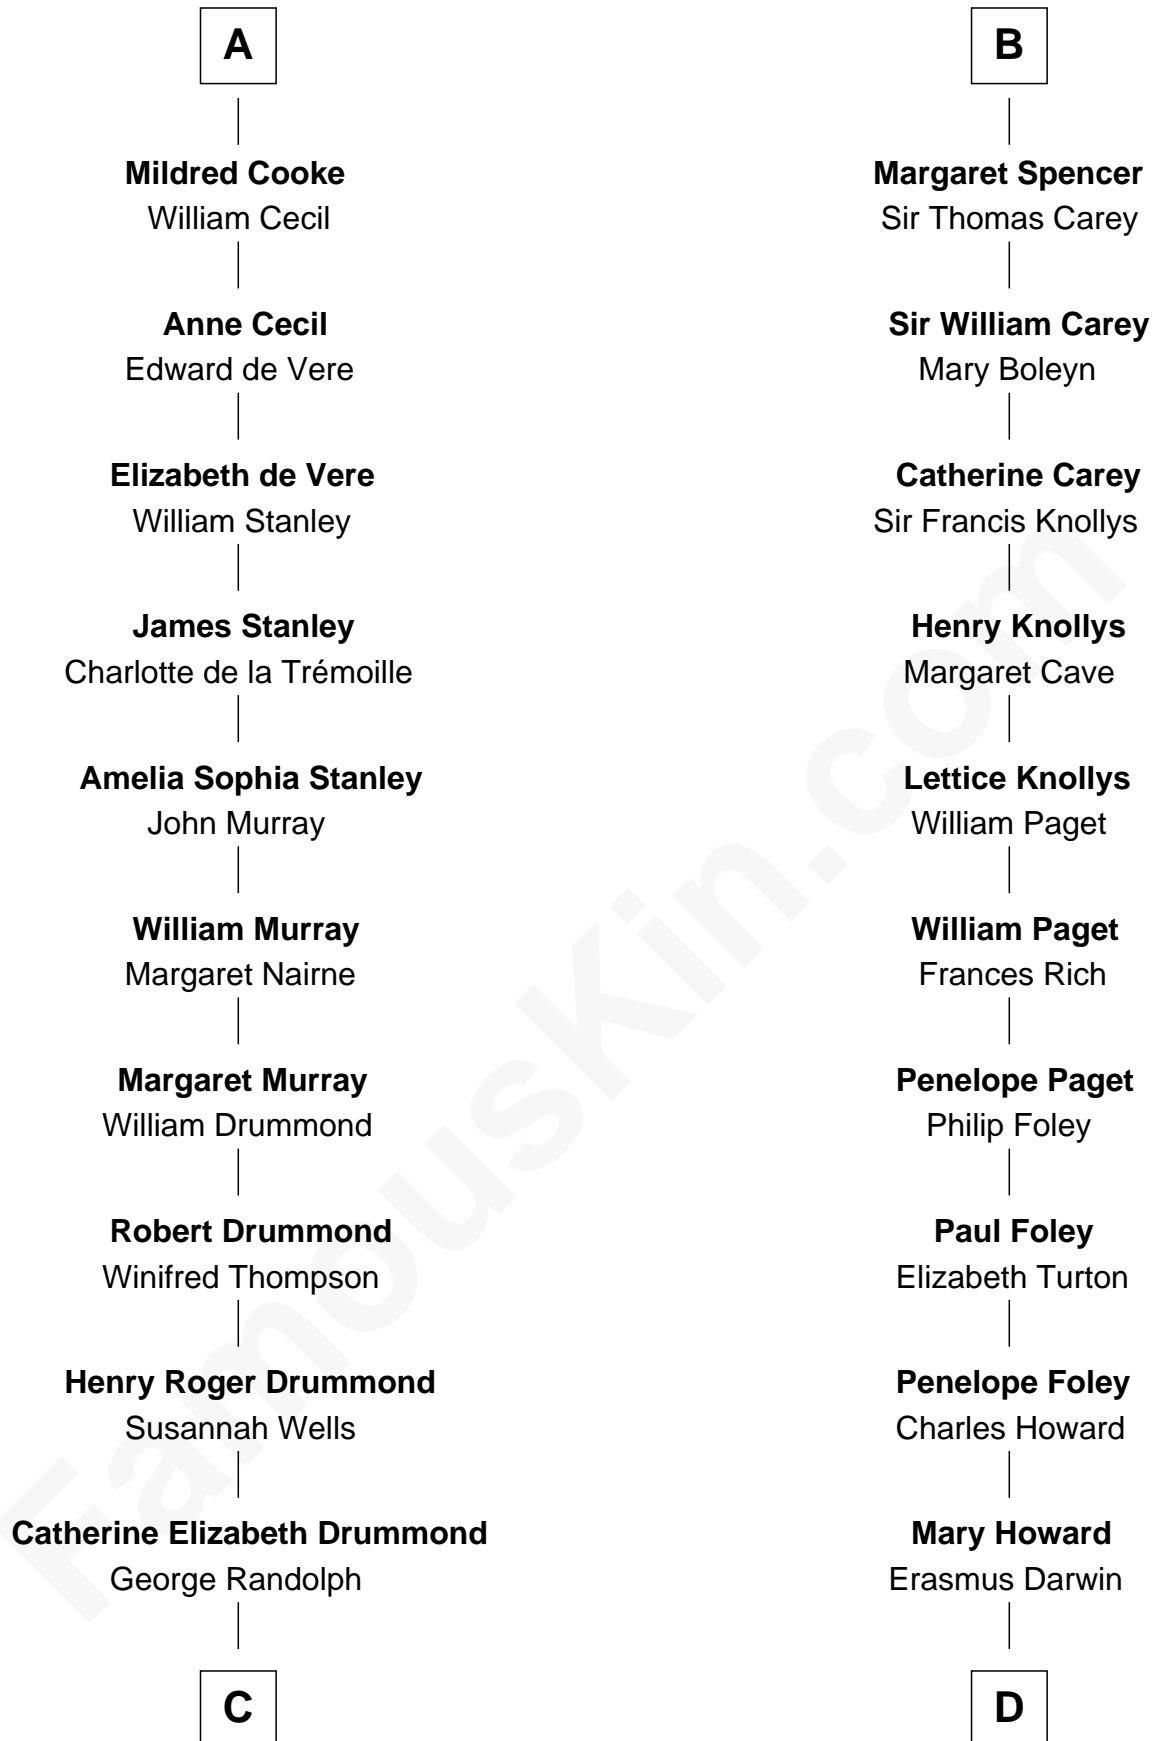 A
Mildred Cooke
William Cecil
Anne Cecil
Edward de Vere
Elizabeth de Vere
William Stanley
James Stanley
Charlotte de la Trémoille
Amelia Sophia Stanley
John Murray
William Murray
Margaret Nairne
Margaret Murray
William Drummond
Robert Drummond
Winifred Thompson
Henry Roger Drummond
Susannah Wells
Catherine Elizabeth Drummond
George Randolph
C
B
Margaret Spencer
Sir Thomas Carey
Sir William Carey
Mary Boleyn
Catherine Carey
Sir Francis Knollys
Henry Knollys
Margaret Cave
Lettice Knollys
William Paget
William Paget
Frances Rich
Penelope Paget
Philip Foley
Paul Foley
Elizabeth Turton
Penelope Foley
Charles Howard
Mary Howard
Erasmus Darwin
D
FamousKin.com